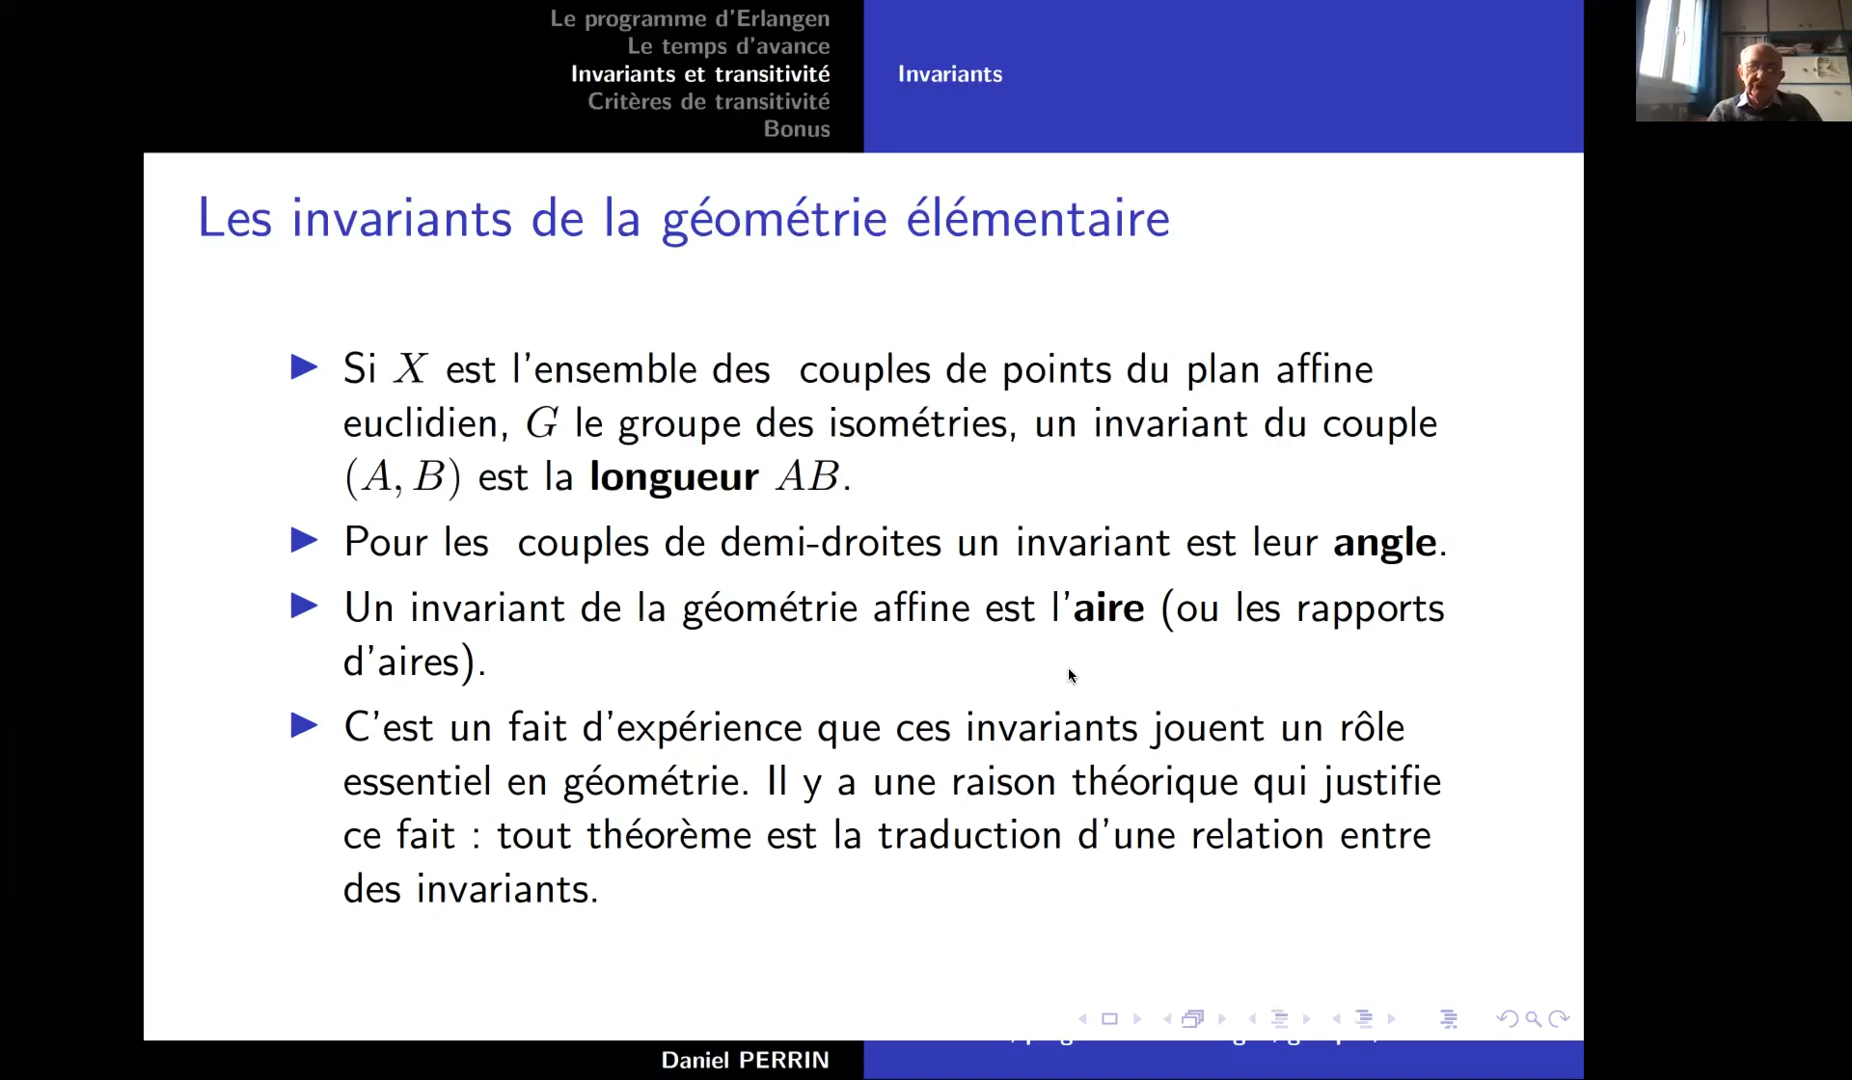 Le programme d'Erlangen
Le temps d'avance
Invariants et transitivité
Critères de transitivité
Bonus
Invariants
Les invariants de la géométrie élémentaire
Si X est l'ensemble des couples de points du plan affine
euclidien, G le groupe des isométries, un invariant du couple
(A, B) est la longueur AB.
Pour les couples de demi-droites un invariant est leur angle.
Un invariant de la géométrie affine est l'aire (ou les rapports
d'aires).
C'est un fait d'expérience que ces invariants jouent un rôle
essentiel en géométrie. Il y a une raison théorique qui justifie
ce fait : tout théorème est la traduction d'une relation entre
des invariants.
Daniel PERRIN